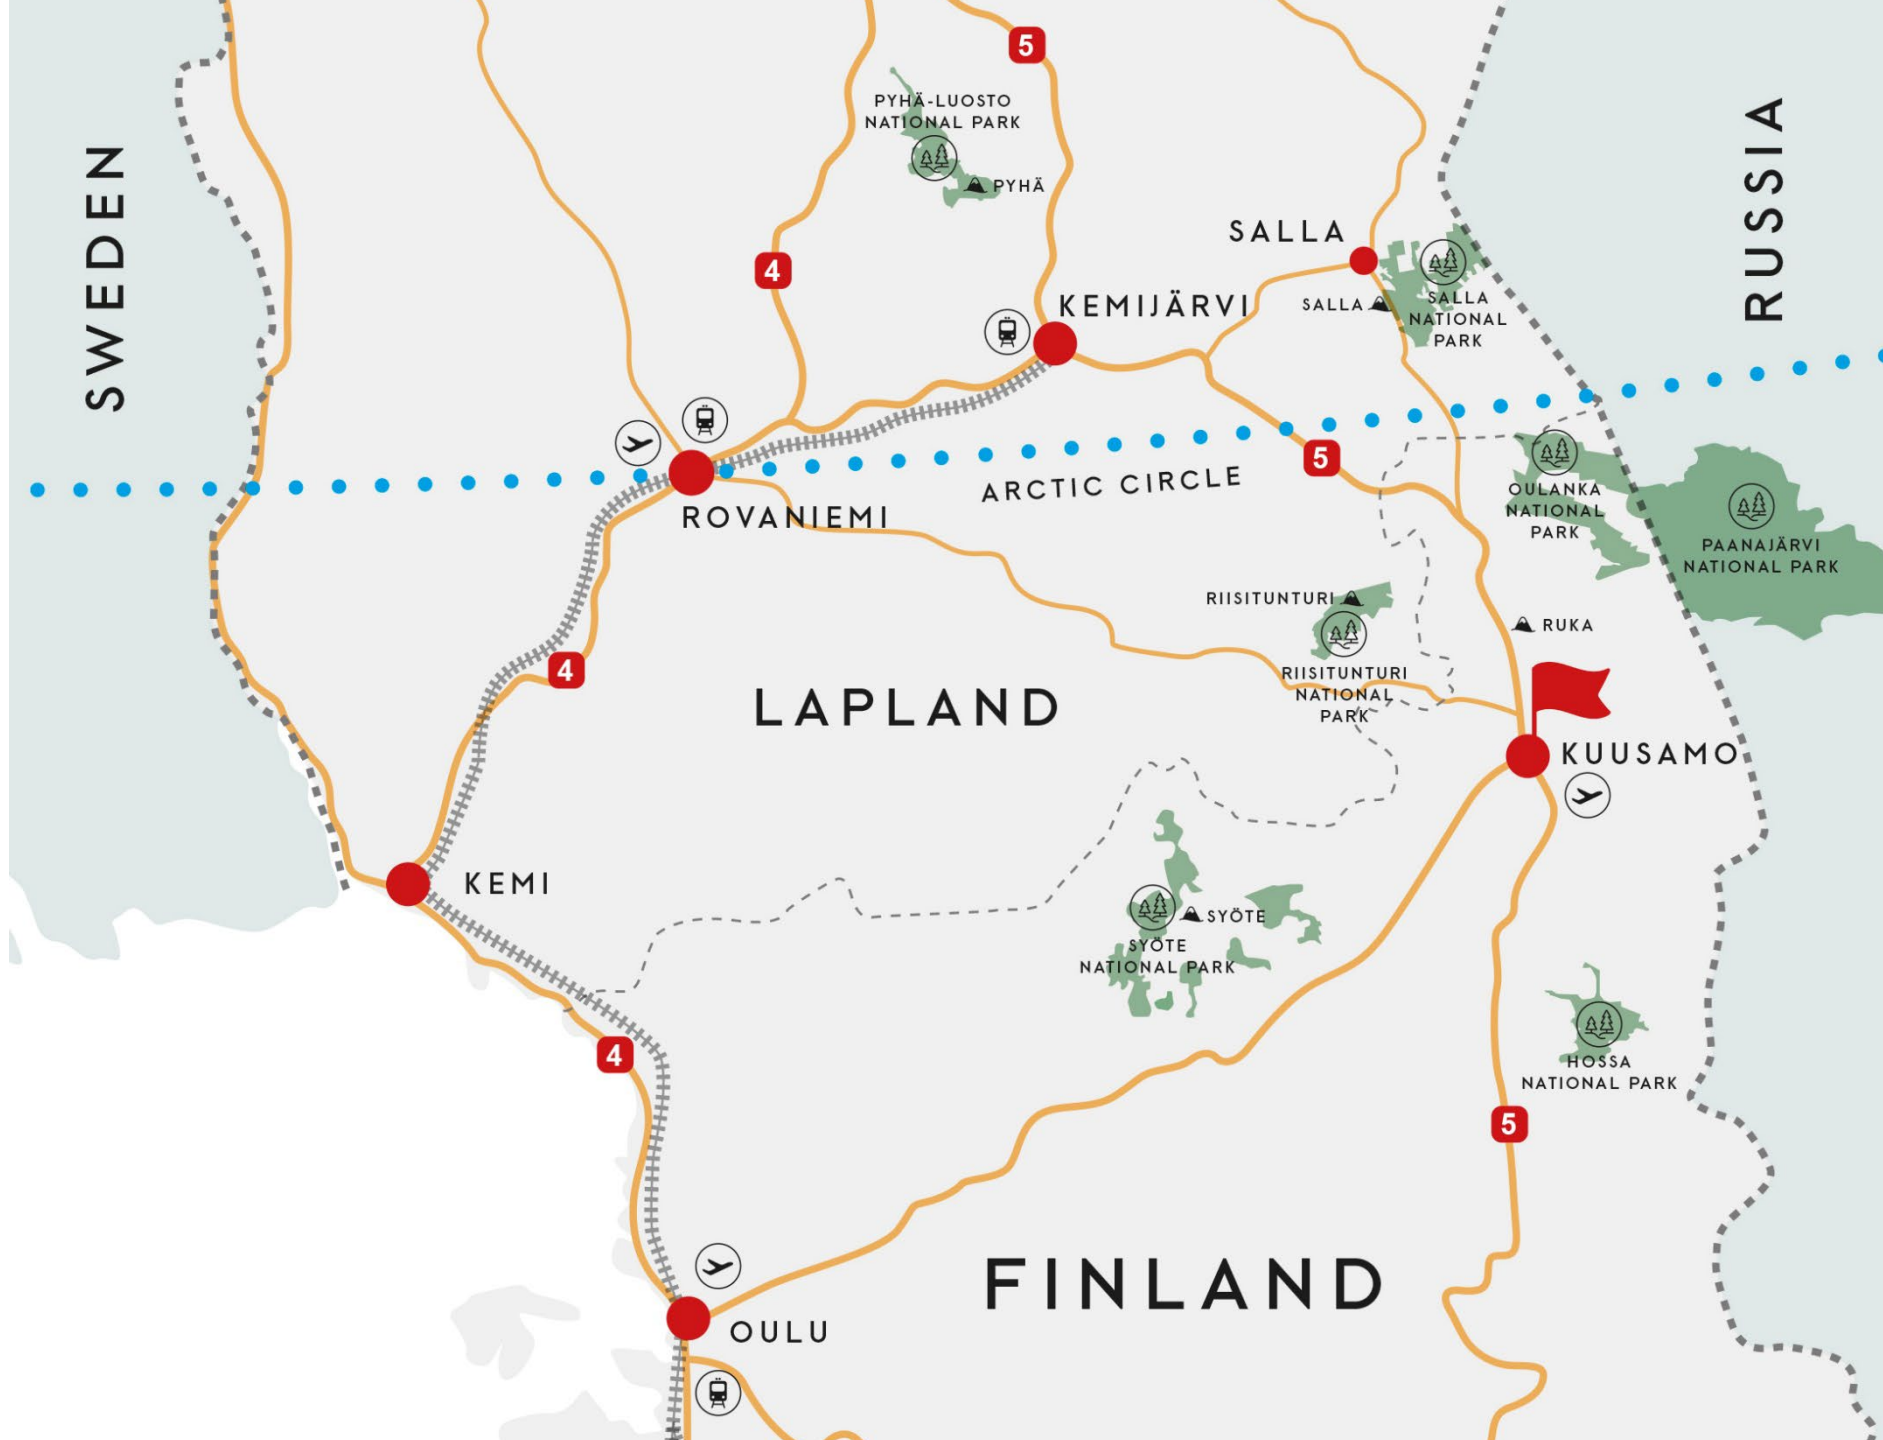 5
PYHÄ-LUOSTO
NATIONAL PARK
PYHÄ
SWEDEN
RUSSIA
4
SALLA
SALLA
SALLA
NATIONAL
PARK
KEMIJÄRVI
5
ARCTIC CIRCLE
ROVANIEMI
OULANKA
NATIONAL
PARK
PAANAJÄRVI
NATIONAL PARK
RIISITUNTURI
RUKA
4
RIISITUNTURI
NATIONAL
PARK
LAPLAND
KUUSAMO
KEMI
SYÖTE
SYÖTE
NATIONAL PARK
4
HOSSA
NATIONAL PARK
5
FINLAND
OULU